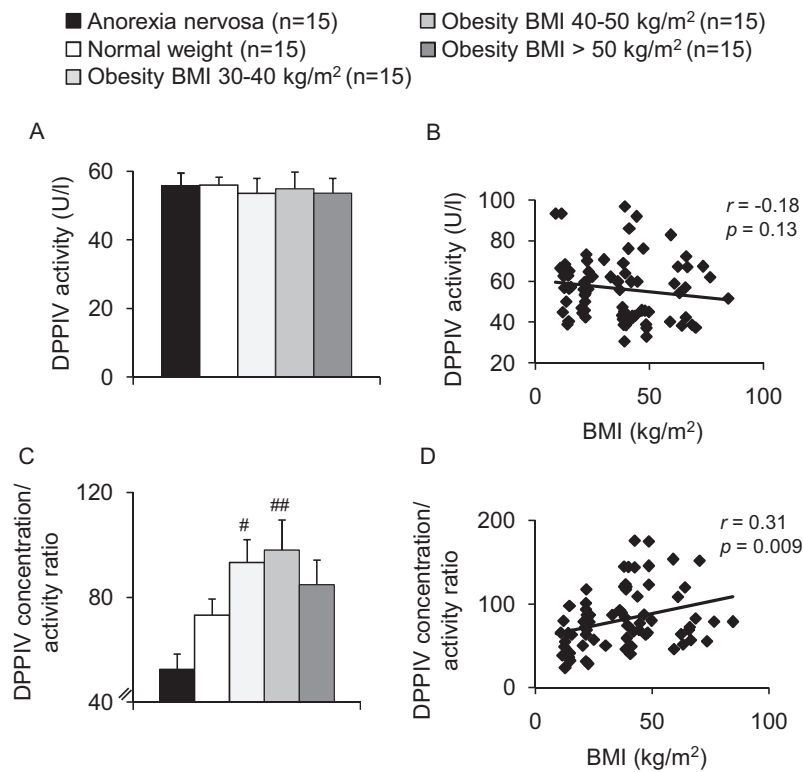 Anorexia nervosa (n=15)
Normal weight (n=15)
Obesity BMI 30-40 kg/m² (n=15)
Obesity BMI 40-50 kg/m² (n=15)
Obesity BMI > 50 kg/m² (n=15)
A
DPPIV activity (U/l)
60
40
20
0
B
DPPIV activity (U/l)
100
80
60
40
20
r = -0.18
p = 0.13
0 50 100
BMI (kg/m²)
C
DPPIV concentration/
activity ratio
120
80
40
#
##
D
DPPIV concentration/
activity ratio
200
100
0
r = 0.31
p = 0.009
0 50 100
BMI (kg/m²)